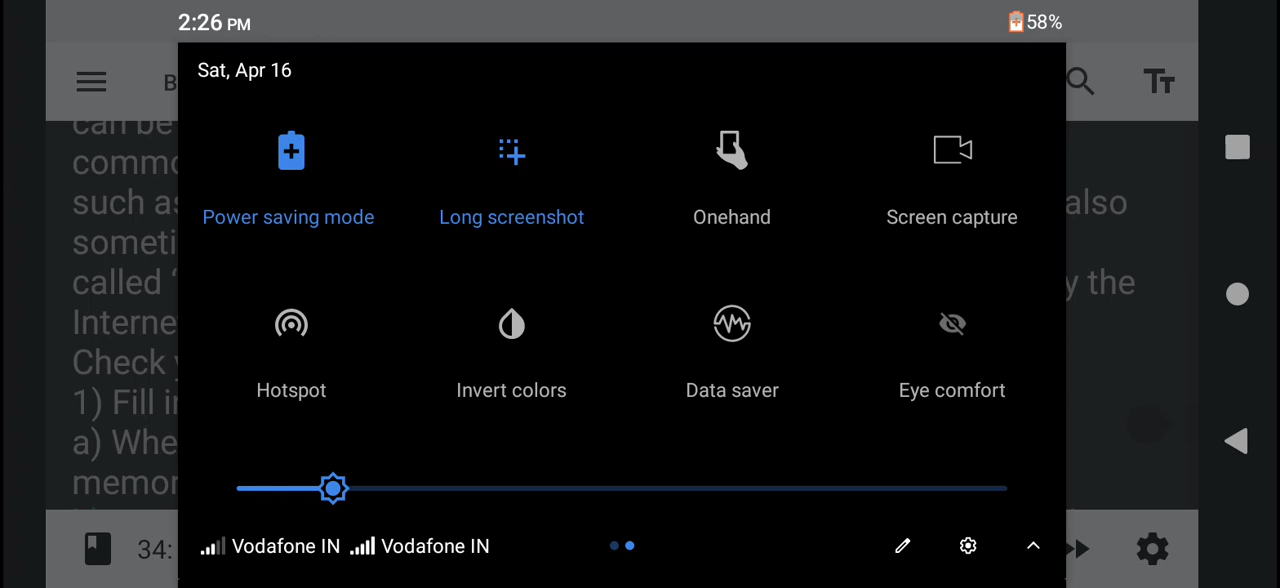 2:26 PM 58%
Sat, Apr 16
B
can be
commo
such as also
someti
called ‘ y the
Interne
Check y
1) Fill in
a) Whe
memor
Power saving mode Long screenshot Onehand Screen capture
Hotspot Invert colors Data saver Eye comfort
Vodafone IN Vodafone IN
34:
Tт